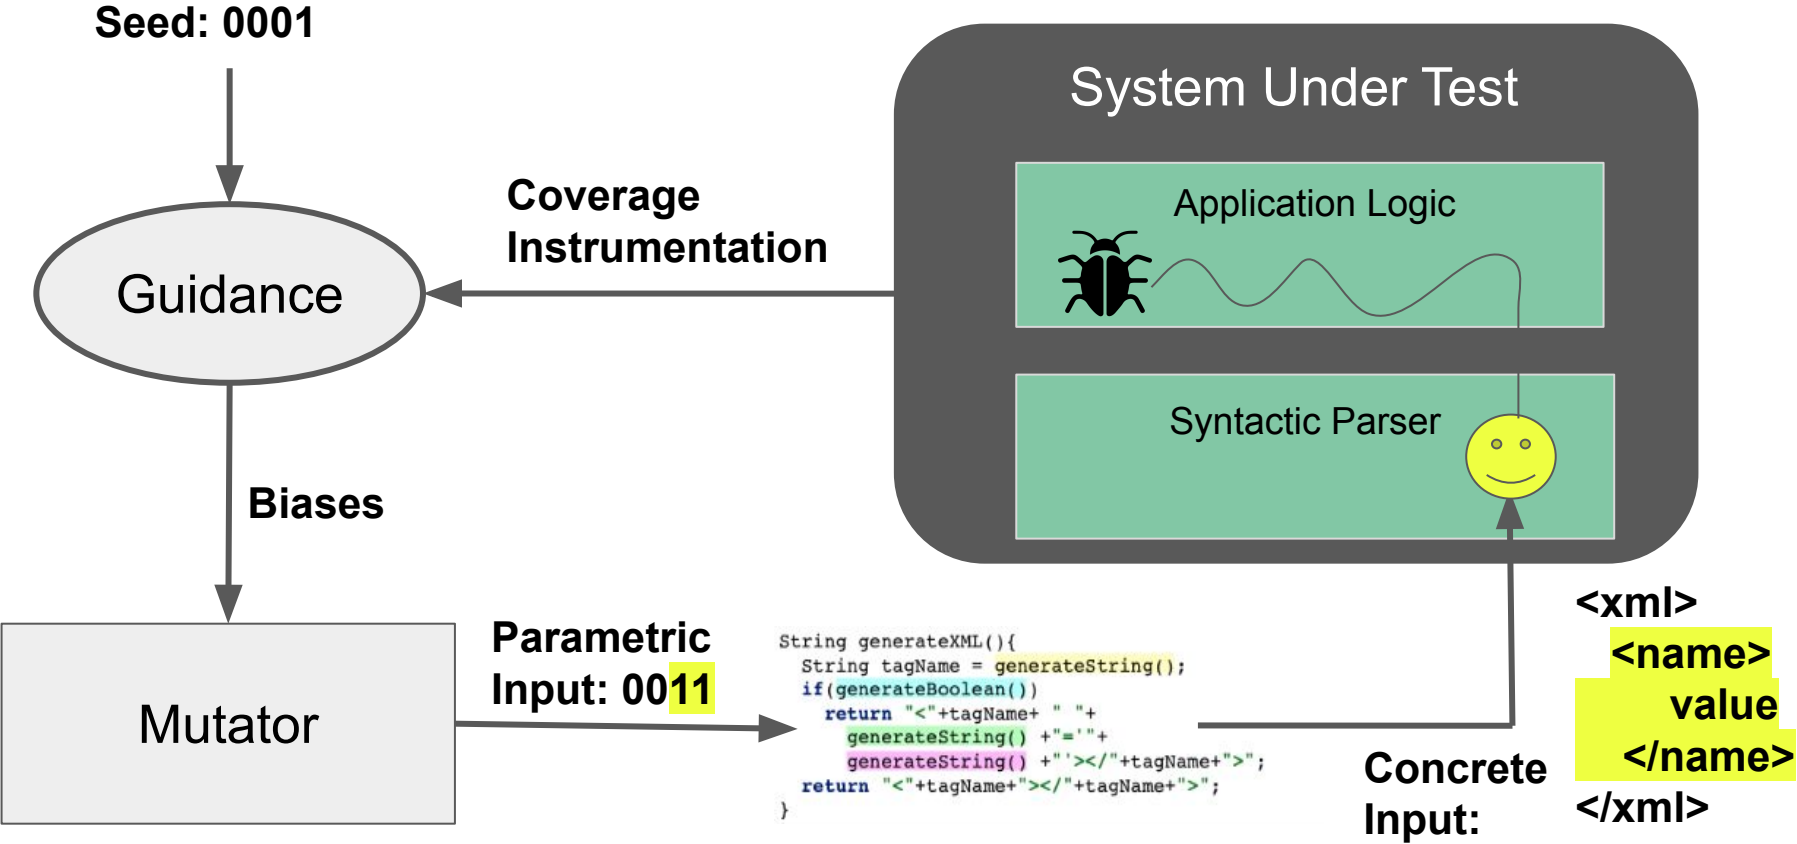 Seed: 0001
System Under Test
Application Logic
Coverage
Instrumentation
Guidance
Syntactic Parser
Biases
Mutator
Parametric
Input: 0011
String generateXML(){
  String tagName = generateString();
  if(generateBoolean())
    return "<"+tagName+ " "+
      generateString() +"='"+
      generateString() +"'></"+tagName+">";
  return "<"+tagName+"></"+tagName+">";
}
Concrete
Input:
<xml>
<name>
value
</name>
</xml>